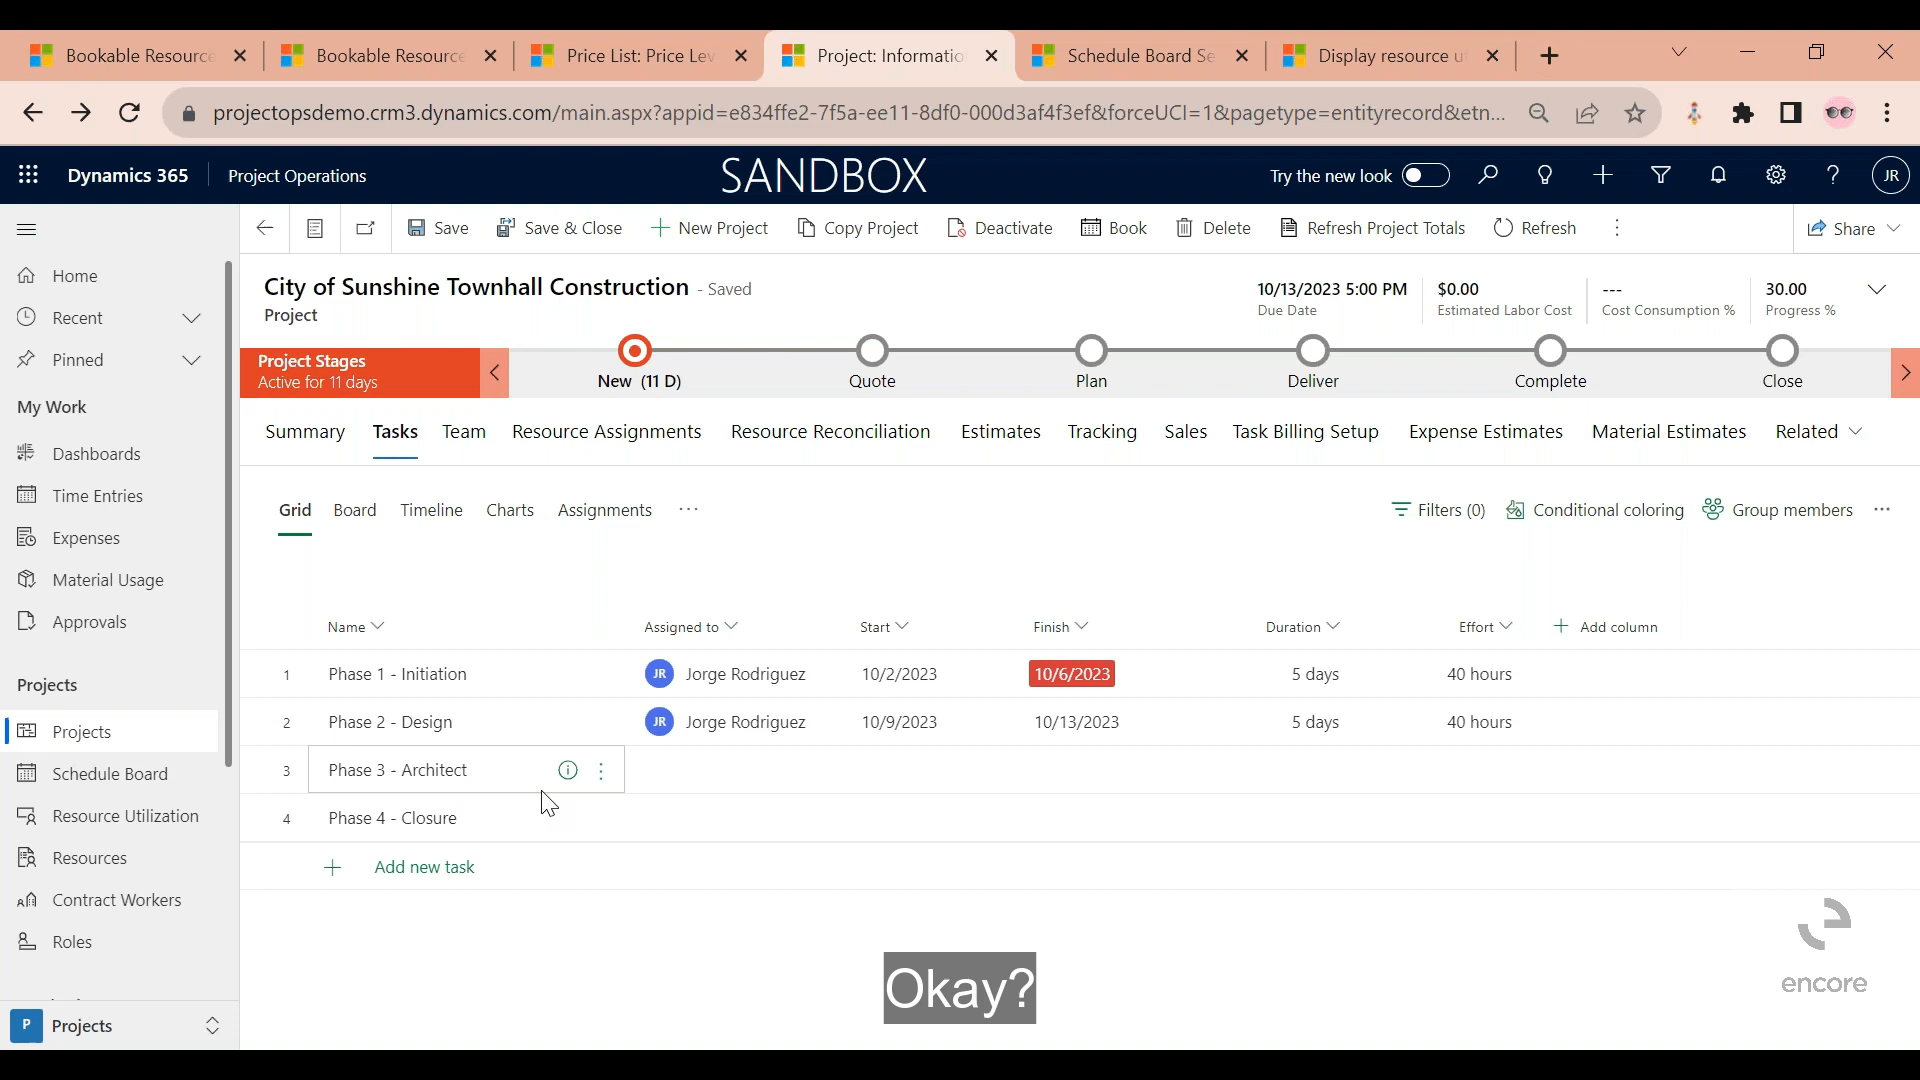 Bookable Resource
Bookable Resource
Price List: Price Lev
Project: Informatio
Schedule Board Se
Display resource ut
projectopsdemo.crm3.dynamics.com/main.aspx?appid=e834ffe2-7f5a-ee11-8df0-000d3af4f3ef&forceUCI=1&pagetype=entityrecord&etn...
Dynamics 365
Project Operations
SANDBOX
Try the new look
JR
Save
Save & Close
New Project
Copy Project
Deactivate
Book
Delete
Refresh Project Totals
Refresh
Share
Home
Recent
Pinned
My Work
Dashboards
Time Entries
Expenses
Material Usage
Approvals
Projects
Projects
Schedule Board
Resource Utilization
Resources
Contract Workers
Roles
P Projects
City of Sunshine Townhall Construction - Saved
Project
10/13/2023 5:00 PM
Due Date
$0.00
Estimated Labor Cost
---
Cost Consumption %
30.00
Progress %
Project Stages
Active for 11 days
New (11 D)
Quote
Plan
Deliver
Complete
Close
Summary Tasks Team Resource Assignments Resource Reconciliation Estimates Tracking Sales Task Billing Setup Expense Estimates Material Estimates Related
Grid Board Timeline Charts Assignments ...
Filters (0) Conditional coloring Group members ...
Name Assigned to Start Finish Duration Effort Add column
1 Phase 1 - Initiation JR Jorge Rodriguez 10/2/2023 10/6/2023 5 days 40 hours
2 Phase 2 - Design JR Jorge Rodriguez 10/9/2023 10/13/2023 5 days 40 hours
3 Phase 3 - Architect
4 Phase 4 - Closure
Add new task
Okay?
encore